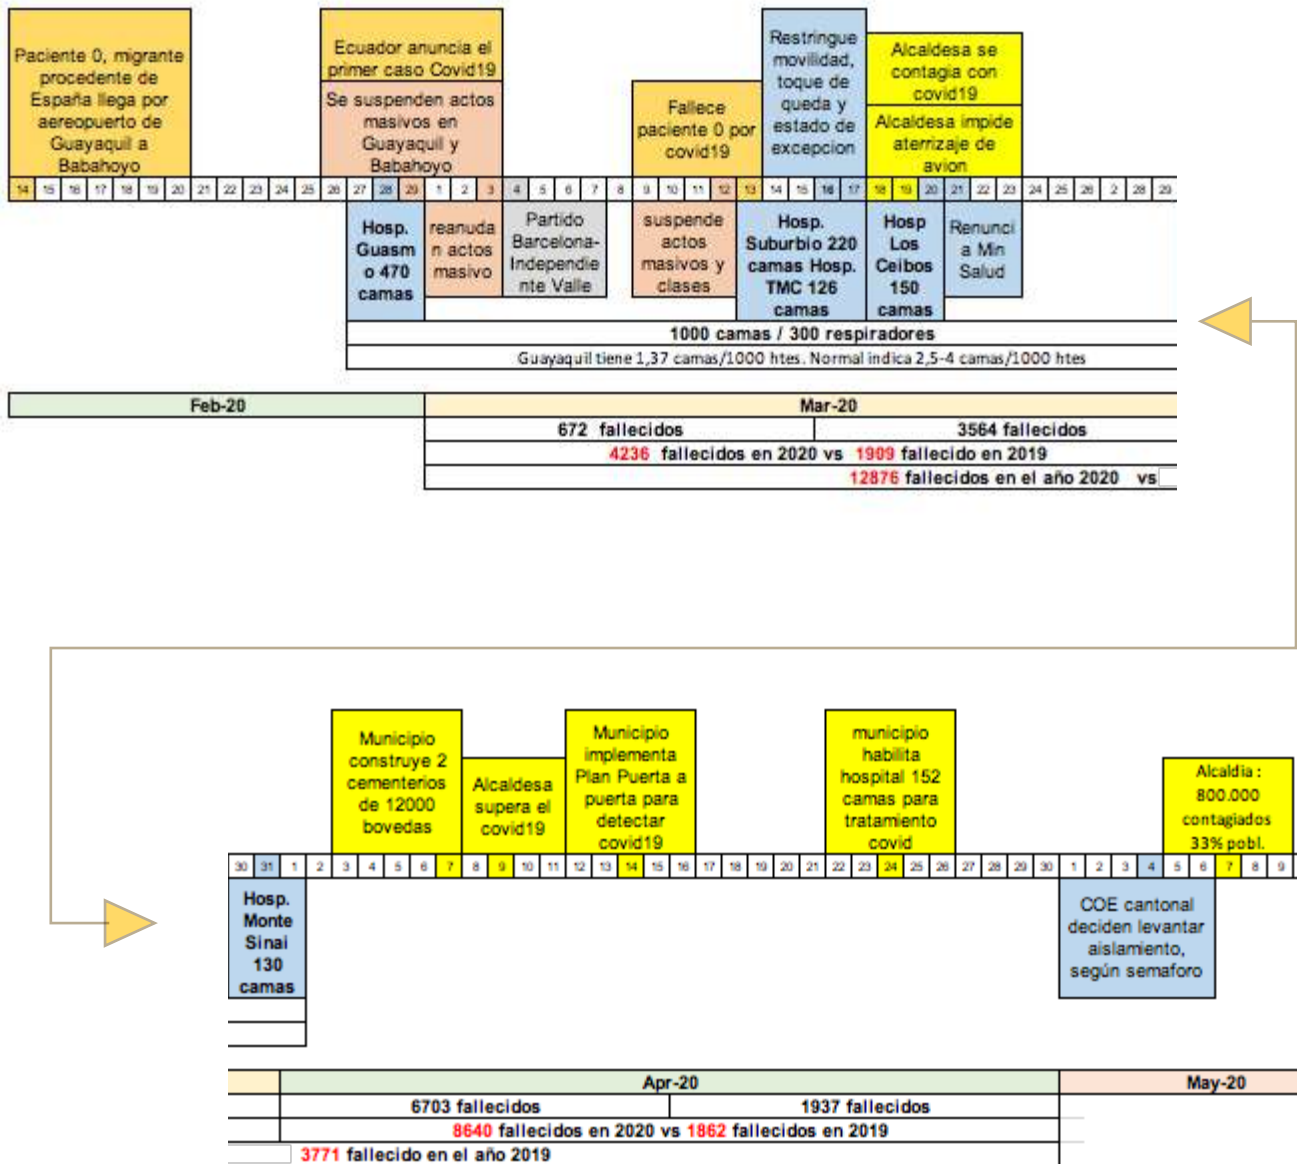 Paciente 0, migrante
procedente de
España llega por
aereopuerto de
Guayaquil a
Babahoyo
Ecuador anuncia el
primer caso Covid19
Se suspenden actos
masivos en
Guayaquil y
Babahoyo
Fallece
paciente 0 por
covid19
Restringue
movilidad,
toque de
queda y
estado de
excepcion
Alcaldesa se
contagia con
covid19
Alcaldesa impide
aterrizaje de
avion
14 15 16 17 18 19 20 21 22 23 24 25 26 27 28 29 1 2 3 4 5 6 7 8 9 10 11 12 13 14 15 16 17 18 19 20 21 22 23 24 25 26 2 28 29
Hosp.
Guasm
o 470
camas
reanuda
n actos
masivo
Partido
Barcelona-
Independie
nte Valle
suspende
actos
masivos y
clases
Hosp.
Suburbio 220
camas Hosp.
TMC 126
camas
Hosp
Los
Ceibos
150
camas
Renunci
a Min
Salud
1000 camas / 300 respiradores
Guayaquil tiene 1,37 camas/1000 htes. Normal indica 2,5-4 camas/1000 htes
Feb-20 Mar-20
672 fallecidos 3564 fallecidos
4236 fallecidos en 2020 vs 1909 fallecido en 2019
12876 fallecidos en el año 2020 vs
Municipio
construye 2
cementerios
de 12000
bovedas
Alcaldesa
supera el
covid19
Municipio
implementa
Plan Puerta a
puerta para
detectar
covid19
municipio
habilita
hospital 152
camas para
tratamiento
covid
Alcaldia :
800.000
contagiados
33% pobl.
30 31 1 2 3 4 5 6 7 8 9 10 11 12 13 14 15 16 17 18 19 20 21 22 23 24 25 26 27 28 29 30 1 2 3 4 5 6 7 8 9
Hosp.
Monte
Sinai
130
camas
COE cantonal
deciden levantar
aislamiento,
según semaforo
Apr-20 May-20
6703 fallecidos 1937 fallecidos
8640 fallecidos en 2020 vs 1862 fallecidos en 2019
3771 fallecido en el año 2019